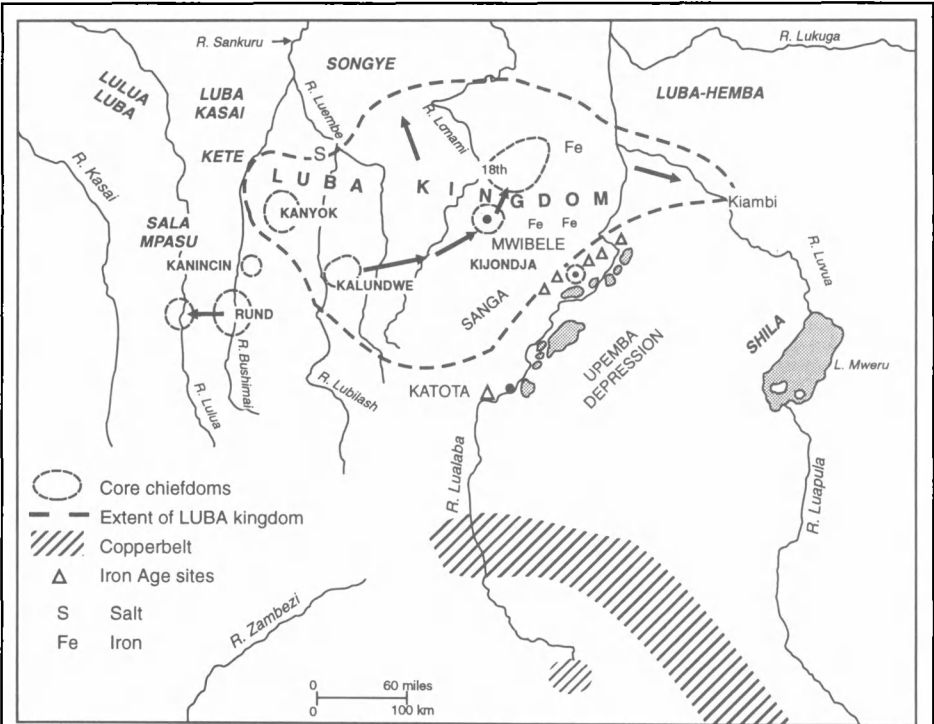 R. Sankuru
SONGYE
R. Lukuga
LULUA
LUBA
LUBA
KASAI
R. Luembe
R. Lomami
LUBA-HEMBA
KETE
S
Fe
R. Kasai
18th
LUBA KINGDOM
KANYOK
Fe Fe
Kiambi
SALA
MPASU
MWIBELE
KANINCIN
KIJONDJA
KALUNDWE
R. Luvua
SANGA
RUND
R. Bushimai
UPEMBA
DEPRESSION
SHILA
L. Mweru
R. Lulua
R. Lubilash
KATOTA
R. Lualaba
R. Luapula
Core chiefdoms
Extent of LUBA kingdom
Copperbelt
Iron Age sites
S Salt
Fe Iron
R. Zambezi
0 60 miles
0 100 km